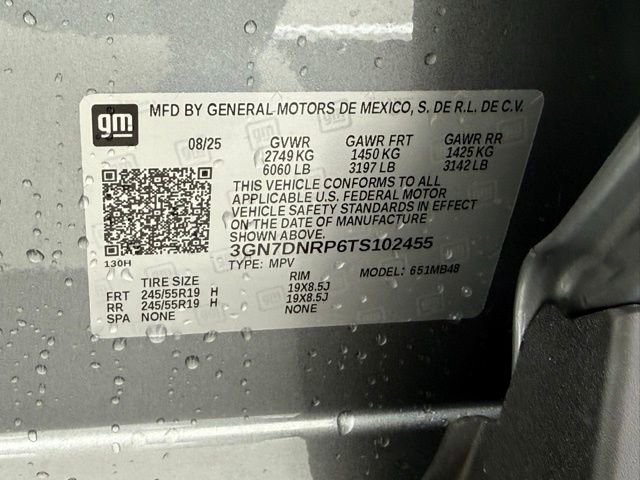 gm
MFD BY GENERAL MOTORS DE MEXICO, S. DE R.L. DE C.V.
08/25 GVWR GAWR FRT GAWR RR
2749 KG 1450 KG 1425 KG
6060 LB 3197 LB 3142 LB
THIS VEHICLE CONFORMS TO ALL
APPLICABLE U.S. FEDERAL MOTOR
VEHICLE SAFETY STANDARDS IN EFFECT
ON THE DATE OF MANUFACTURE
SHOWN ABOVE.
3GN7DNRP6TS102455
130H
TYPE: MPV MODEL: 651MB48
TIRE SIZE RIM
FRT 245/55R19 H 19X8.5J
RR 245/55R19 H 19X8.5J
SPA NONE NONE